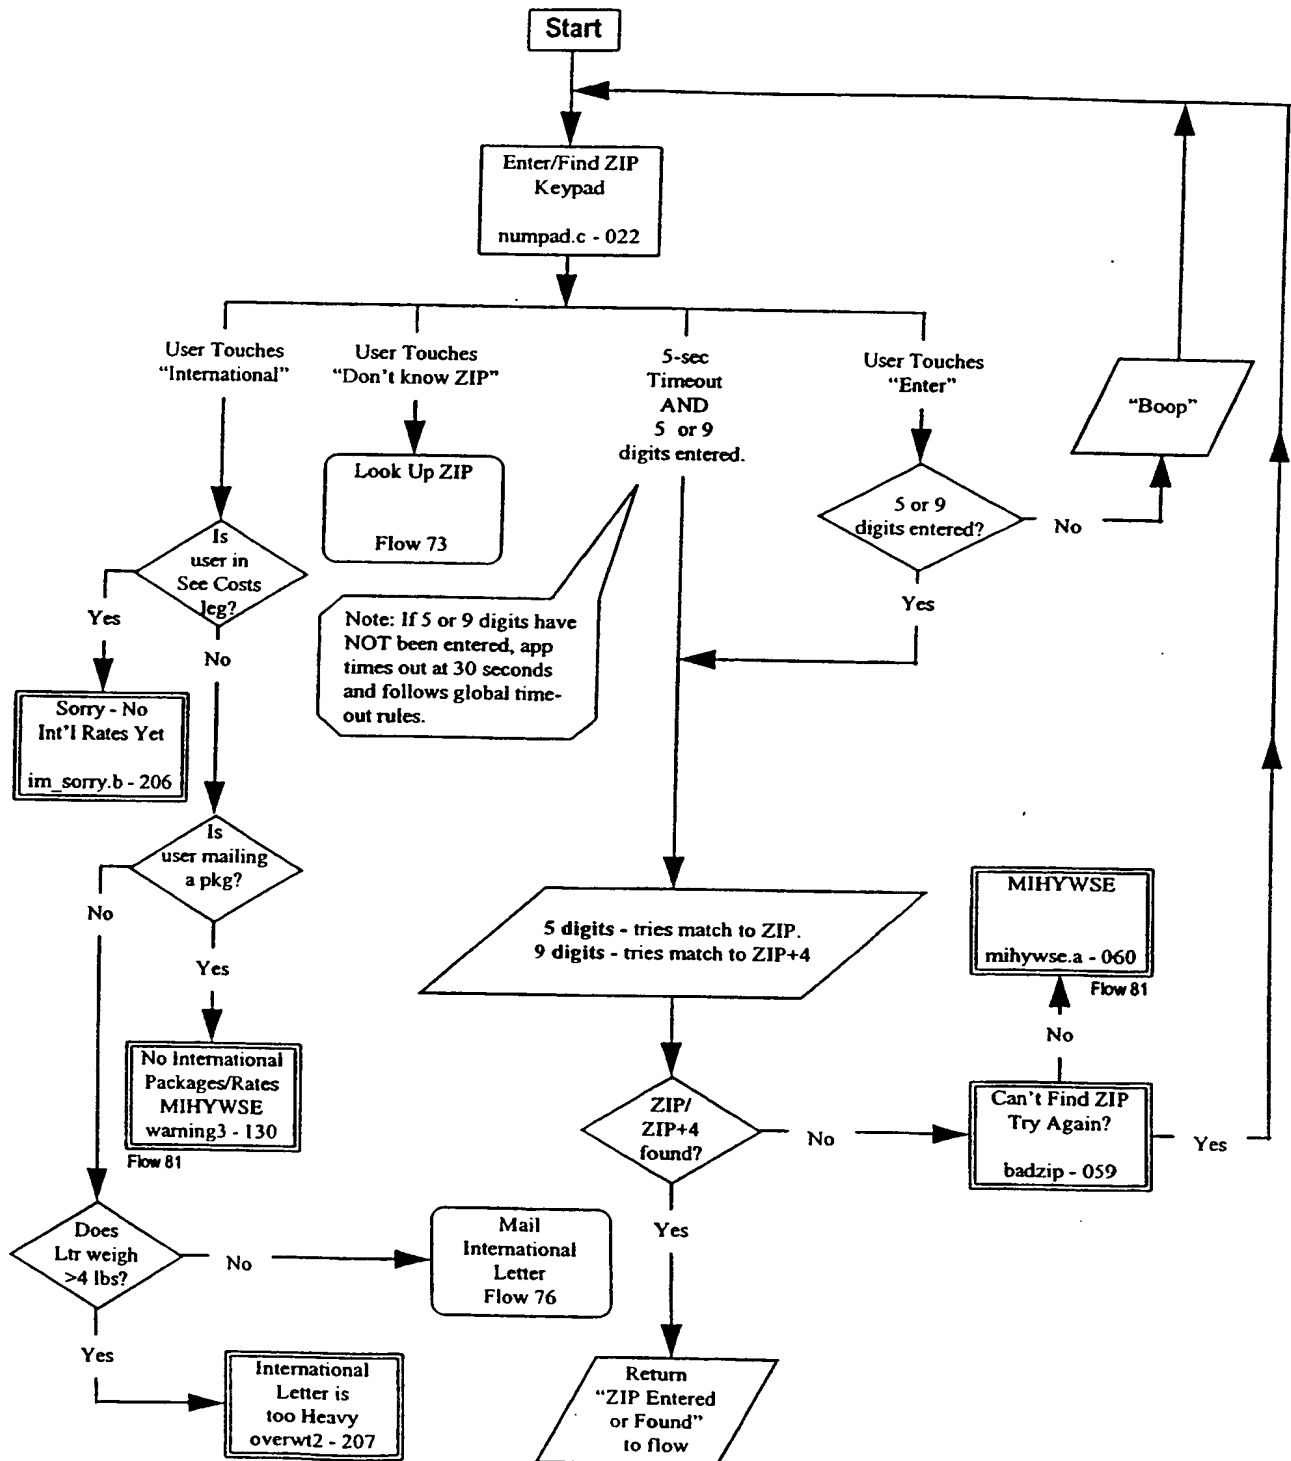 Start
Enter/Find ZIP
Keypad
numpad.c - 022
User Touches
"International"
User Touches
"Don't know ZIP"
5-sec
Timeout
AND
5 or 9
digits entered.
User Touches
"Enter"
"Boop"
Look Up ZIP
Flow 73
5 or 9
digits entered?
No
Yes
Is
user in
See Costs
leg?
Yes
No
Note: If 5 or 9 digits have
NOT been entered, app
times out at 30 seconds
and follows global time-
out rules.
Sorry - No
Int'l Rates Yet
im_sorry.b - 206
Is
user mailing
a pkg?
No
Yes
5 digits - tries match to ZIP.
9 digits - tries match to ZIP+4
MIHYWSE
mihywse.a - 060
Flow 81
No
No International
Packages/Rates
MIHYWSE
warning3 - 130
Flow 81
ZIP/
ZIP+4
found?
No
Can't Find ZIP
Try Again?
badzip - 059
Yes
Yes
Does
Ltr weigh
>4 lbs?
No
Mail
International
Letter
Flow 76
Yes
International
Letter is
too Heavy
overwt2 - 207
Return
"ZIP Entered
or Found"
to flow